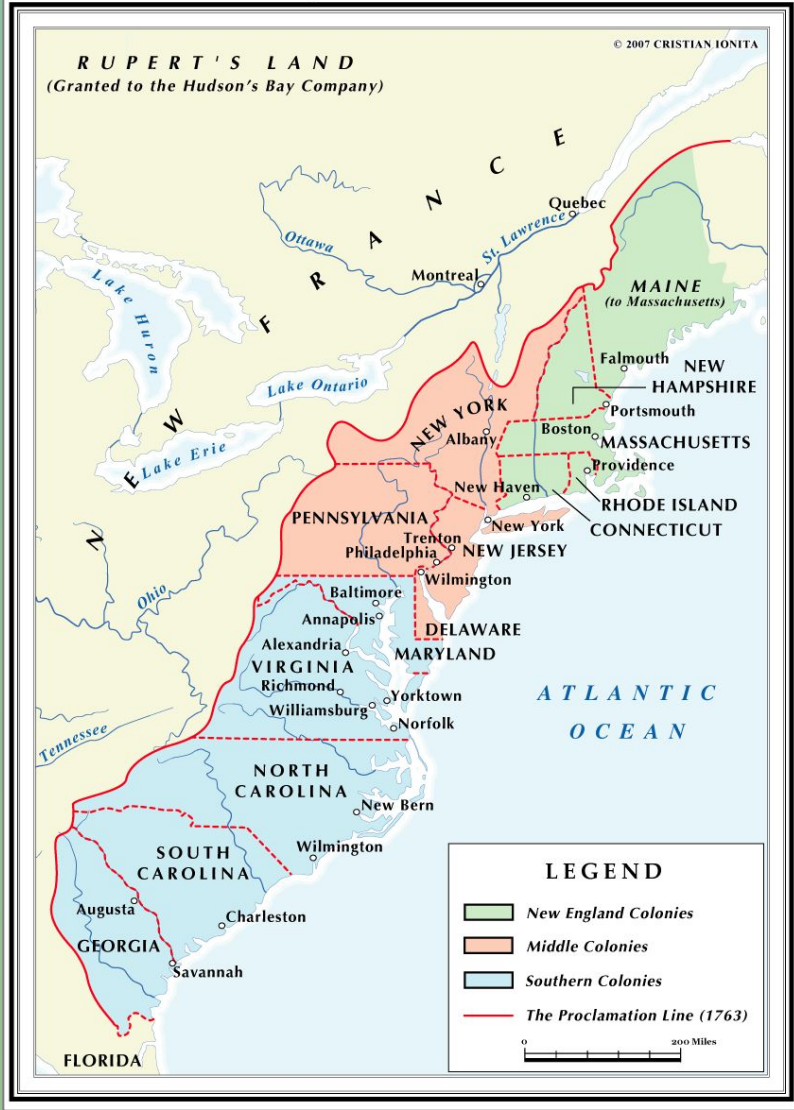 © 2007 CRISTIAN IONITA
RUPERT'S LAND
(Granted to the Hudson's Bay Company)
NEW FRANCE
Quebec
St. Lawrence
Ottawa
Montreal
MAINE
(to Massachusetts)
Lake Huron
Lake Ontario
Lake Erie
Falmouth
NEW
HAMPSHIRE
Portsmouth
NEW YORK
Albany
Boston
MASSACHUSETTS
Providence
New Haven
RHODE ISLAND
CONNECTICUT
New York
PENNSYLVANIA
Trenton
Philadelphia
NEW JERSEY
Wilmington
Ohio
Baltimore
Annapolis
DELAWARE
MARYLAND
Alexandria
VIRGINIA
Richmond
Williamsburg
Yorktown
Norfolk
ATLANTIC
OCEAN
Tennessee
NORTH
CAROLINA
New Bern
Wilmington
SOUTH
CAROLINA
Augusta
Charleston
GEORGIA
Savannah
FLORIDA
LEGEND
New England Colonies
Middle Colonies
Southern Colonies
The Proclamation Line (1763)
0 200 Miles